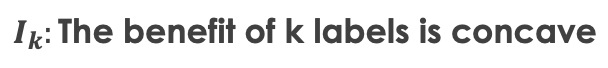 I_k: The benefit of k labels is concave